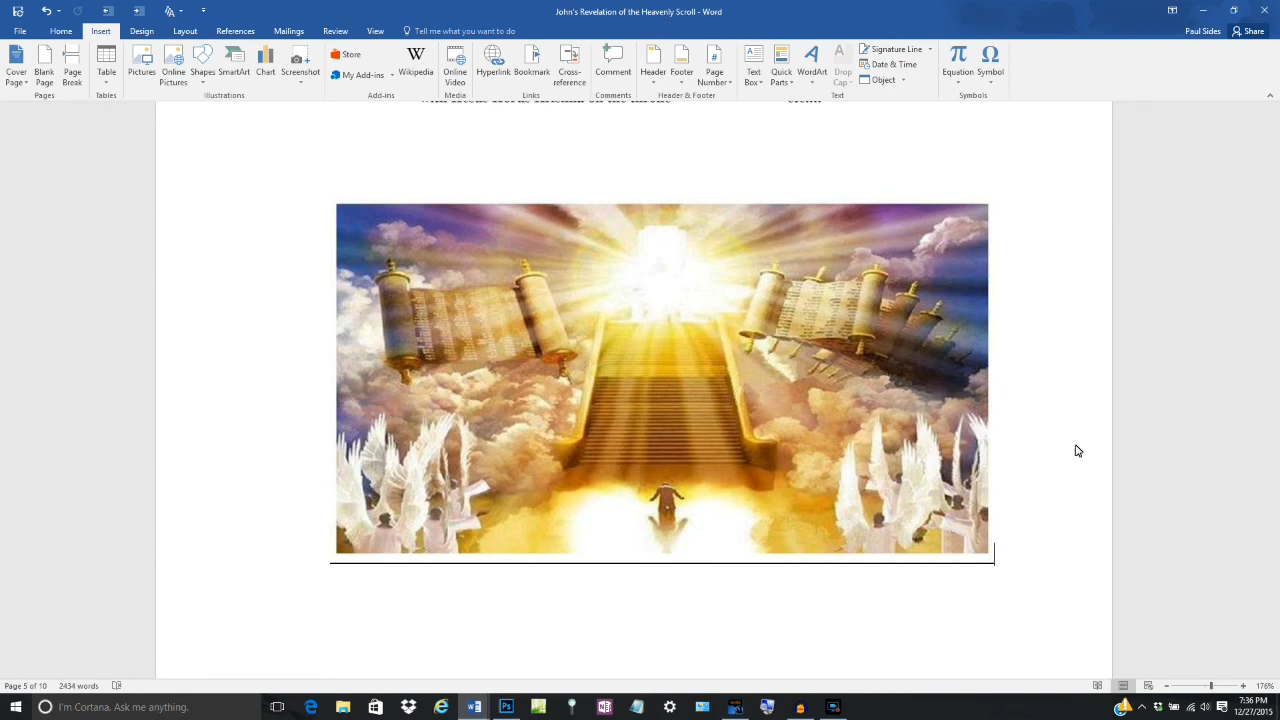 John's Revelation of the Heavenly Scroll - Word
File Home Insert Design Layout References Mailings Review View Tell me what you want to do Paul Sides Share
Cover Page
Blank Page
Page Break
Pages
Table
Tables
Pictures
Online Pictures
Shapes
SmartArt
Chart
Screenshot
Illustrations
Store
My Add-ins
Wikipedia
Add-ins
Online Video
Media
Hyperlink
Bookmark
Cross-reference
Links
Comment
Comments
Header
Footer
Page Number
Header & Footer
Text Box
Quick Parts
WordArt
Drop Cap
Signature Line
Date & Time
Object
Text
Equation
Symbol
Symbols
Page 5 of 10 2434 words 176%
I'm Cortana. Ask me anything.
7:36 PM
12/27/2015